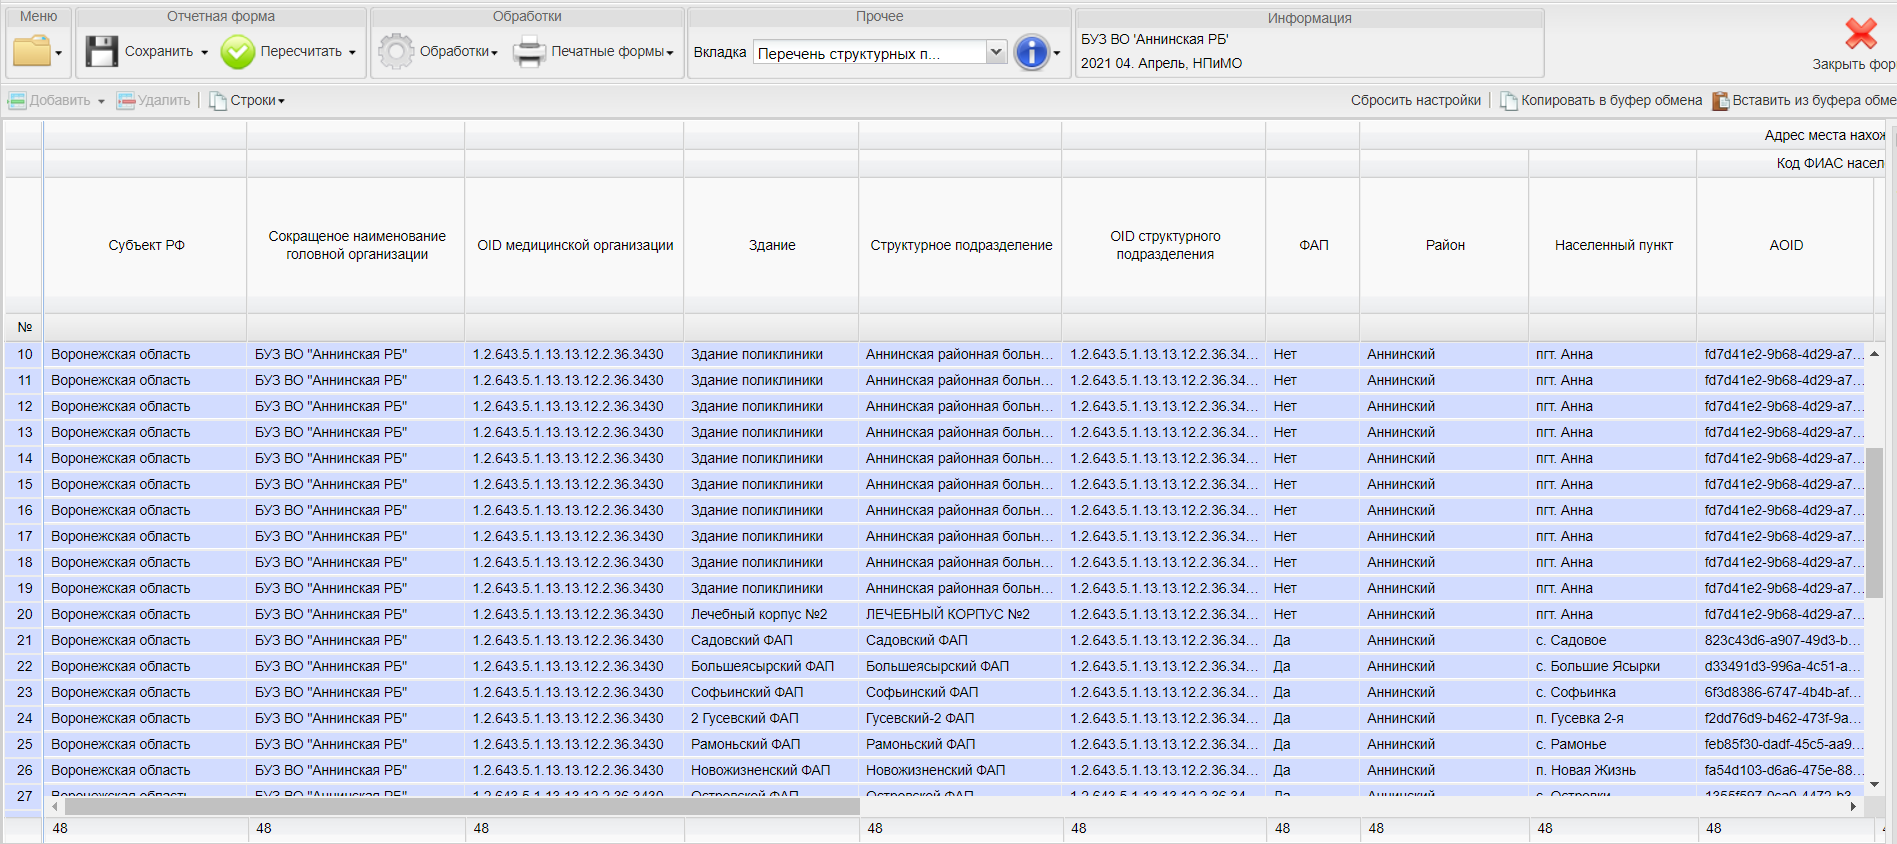 Меню
Отчетная форма
Обработки
Прочее
Информация
Сохранить
Пересчитать
Обработки
Печатные формы
Вкладка
Перечень структурных п...
БУЗ ВО 'Аннинская РБ'
2021 04. Апрель, НПиМО
Закрыть фор
Добавить
Удалить
Строки
Сбросить настройки
Копировать в буфер обмена
Вставить из буфера обме
Адрес места нахож
Код ФИАС насел
Субъект РФ
Сокращеное наименование
головной организации
OID медицинской организации
Здание
Структурное подразделение
OID структурного
подразделения
ФАП
Район
Населенный пункт
AOID
№
10 Воронежская область БУЗ ВО "Аннинская РБ" 1.2.643.5.1.13.13.12.2.36.3430 Здание поликлиники Аннинская районная больн... 1.2.643.5.1.13.13.12.2.36.34... Нет Аннинский пгт. Анна fd7d41e2-9b68-4d29-a7...
11 Воронежская область БУЗ ВО "Аннинская РБ" 1.2.643.5.1.13.13.12.2.36.3430 Здание поликлиники Аннинская районная больн... 1.2.643.5.1.13.13.12.2.36.34... Нет Аннинский пгт. Анна fd7d41e2-9b68-4d29-a7...
12 Воронежская область БУЗ ВО "Аннинская РБ" 1.2.643.5.1.13.13.12.2.36.3430 Здание поликлиники Аннинская районная больн... 1.2.643.5.1.13.13.12.2.36.34... Нет Аннинский пгт. Анна fd7d41e2-9b68-4d29-a7...
13 Воронежская область БУЗ ВО "Аннинская РБ" 1.2.643.5.1.13.13.12.2.36.3430 Здание поликлиники Аннинская районная больн... 1.2.643.5.1.13.13.12.2.36.34... Нет Аннинский пгт. Анна fd7d41e2-9b68-4d29-a7...
14 Воронежская область БУЗ ВО "Аннинская РБ" 1.2.643.5.1.13.13.12.2.36.3430 Здание поликлиники Аннинская районная больн... 1.2.643.5.1.13.13.12.2.36.34... Нет Аннинский пгт. Анна fd7d41e2-9b68-4d29-a7...
15 Воронежская область БУЗ ВО "Аннинская РБ" 1.2.643.5.1.13.13.12.2.36.3430 Здание поликлиники Аннинская районная больн... 1.2.643.5.1.13.13.12.2.36.34... Нет Аннинский пгт. Анна fd7d41e2-9b68-4d29-a7...
16 Воронежская область БУЗ ВО "Аннинская РБ" 1.2.643.5.1.13.13.12.2.36.3430 Здание поликлиники Аннинская районная больн... 1.2.643.5.1.13.13.12.2.36.34... Нет Аннинский пгт. Анна fd7d41e2-9b68-4d29-a7...
17 Воронежская область БУЗ ВО "Аннинская РБ" 1.2.643.5.1.13.13.12.2.36.3430 Здание поликлиники Аннинская районная больн... 1.2.643.5.1.13.13.12.2.36.34... Нет Аннинский пгт. Анна fd7d41e2-9b68-4d29-a7...
18 Воронежская область БУЗ ВО "Аннинская РБ" 1.2.643.5.1.13.13.12.2.36.3430 Здание поликлиники Аннинская районная больн... 1.2.643.5.1.13.13.12.2.36.34... Нет Аннинский пгт. Анна fd7d41e2-9b68-4d29-a7...
19 Воронежская область БУЗ ВО "Аннинская РБ" 1.2.643.5.1.13.13.12.2.36.3430 Здание поликлиники Аннинская районная больн... 1.2.643.5.1.13.13.12.2.36.34... Нет Аннинский пгт. Анна fd7d41e2-9b68-4d29-a7...
20 Воронежская область БУЗ ВО "Аннинская РБ" 1.2.643.5.1.13.13.12.2.36.3430 Лечебный корпус №2 ЛЕЧЕБНЫЙ КОРПУС №2 1.2.643.5.1.13.13.12.2.36.34... Нет Аннинский пгт. Анна fd7d41e2-9b68-4d29-a7...
21 Воронежская область БУЗ ВО "Аннинская РБ" 1.2.643.5.1.13.13.12.2.36.3430 Садовский ФАП Садовский ФАП 1.2.643.5.1.13.13.12.2.36.34... Да Аннинский с. Садовое 823c43d6-a907-49d3-b...
22 Воронежская область БУЗ ВО "Аннинская РБ" 1.2.643.5.1.13.13.12.2.36.3430 Большеясырский ФАП Большеясырский ФАП 1.2.643.5.1.13.13.12.2.36.34... Да Аннинский с. Большие Ясырки d33491d3-996a-4c51-a...
23 Воронежская область БУЗ ВО "Аннинская РБ" 1.2.643.5.1.13.13.12.2.36.3430 Софьинский ФАП Софьинский ФАП 1.2.643.5.1.13.13.12.2.36.34... Да Аннинский с. Софьинка 6f3d8386-6747-4b4b-af...
24 Воронежская область БУЗ ВО "Аннинская РБ" 1.2.643.5.1.13.13.12.2.36.3430 2 Гусевский ФАП Гусевский-2 ФАП 1.2.643.5.1.13.13.12.2.36.34... Да Аннинский п. Гусевка 2-я f2dd76d9-b462-473f-9a...
25 Воронежская область БУЗ ВО "Аннинская РБ" 1.2.643.5.1.13.13.12.2.36.3430 Рамоньский ФАП Рамоньский ФАП 1.2.643.5.1.13.13.12.2.36.34... Да Аннинский с. Рамонье feb85f30-dadf-45c5-aa9...
26 Воронежская область БУЗ ВО "Аннинская РБ" 1.2.643.5.1.13.13.12.2.36.3430 Новожизненский ФАП Новожизненский ФАП 1.2.643.5.1.13.13.12.2.36.34... Да Аннинский п. Новая Жизнь fa54d103-d6a6-475e-88...
27 Воронежская область БУЗ ВО "Аннинская РБ" 1.2.643.5.1.13.13.12.2.36.3430 Островской ФАП Островской ФАП 1.2.643.5.1.13.13.12.2.36.34... Да Аннинский с. Островки
48 48 48 48 48 48 48 48 48